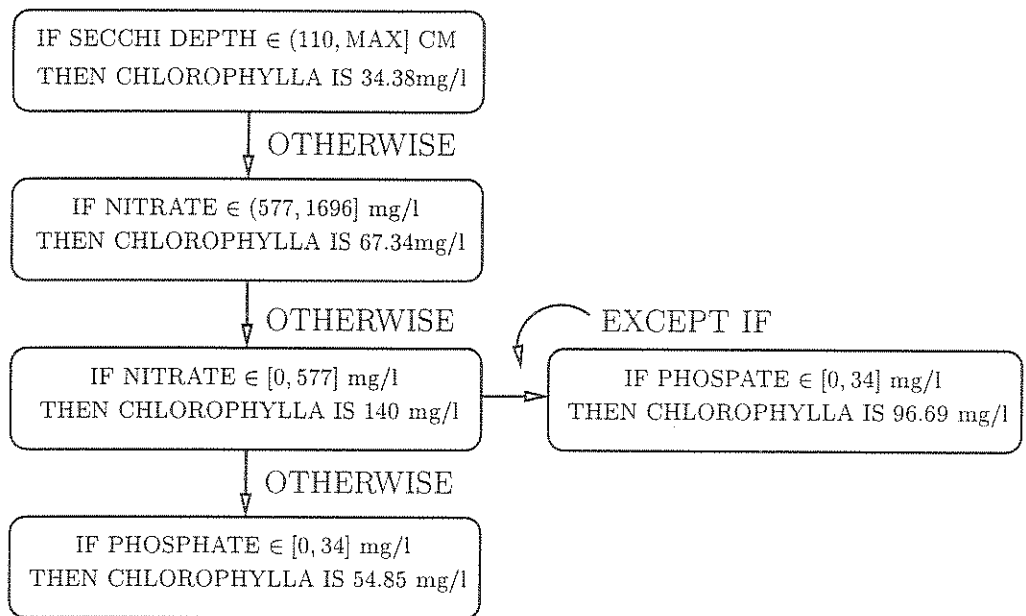 IF SECCHI DEPTH ∈ (110, MAX] CM
THEN CHLOROPHYLLA IS 34.38mg/l
OTHERWISE
IF NITRATE ∈ (577, 1696] mg/l
THEN CHLOROPHYLLA IS 67.34mg/l
OTHERWISE
EXCEPT IF
IF NITRATE ∈ [0, 577] mg/l
THEN CHLOROPHYLLA IS 140 mg/l
IF PHOSPATE ∈ [0, 34] mg/l
THEN CHLOROPHYLLA IS 96.69 mg/l
OTHERWISE
IF PHOSPHATE ∈ [0, 34] mg/l
THEN CHLOROPHYLLA IS 54.85 mg/l